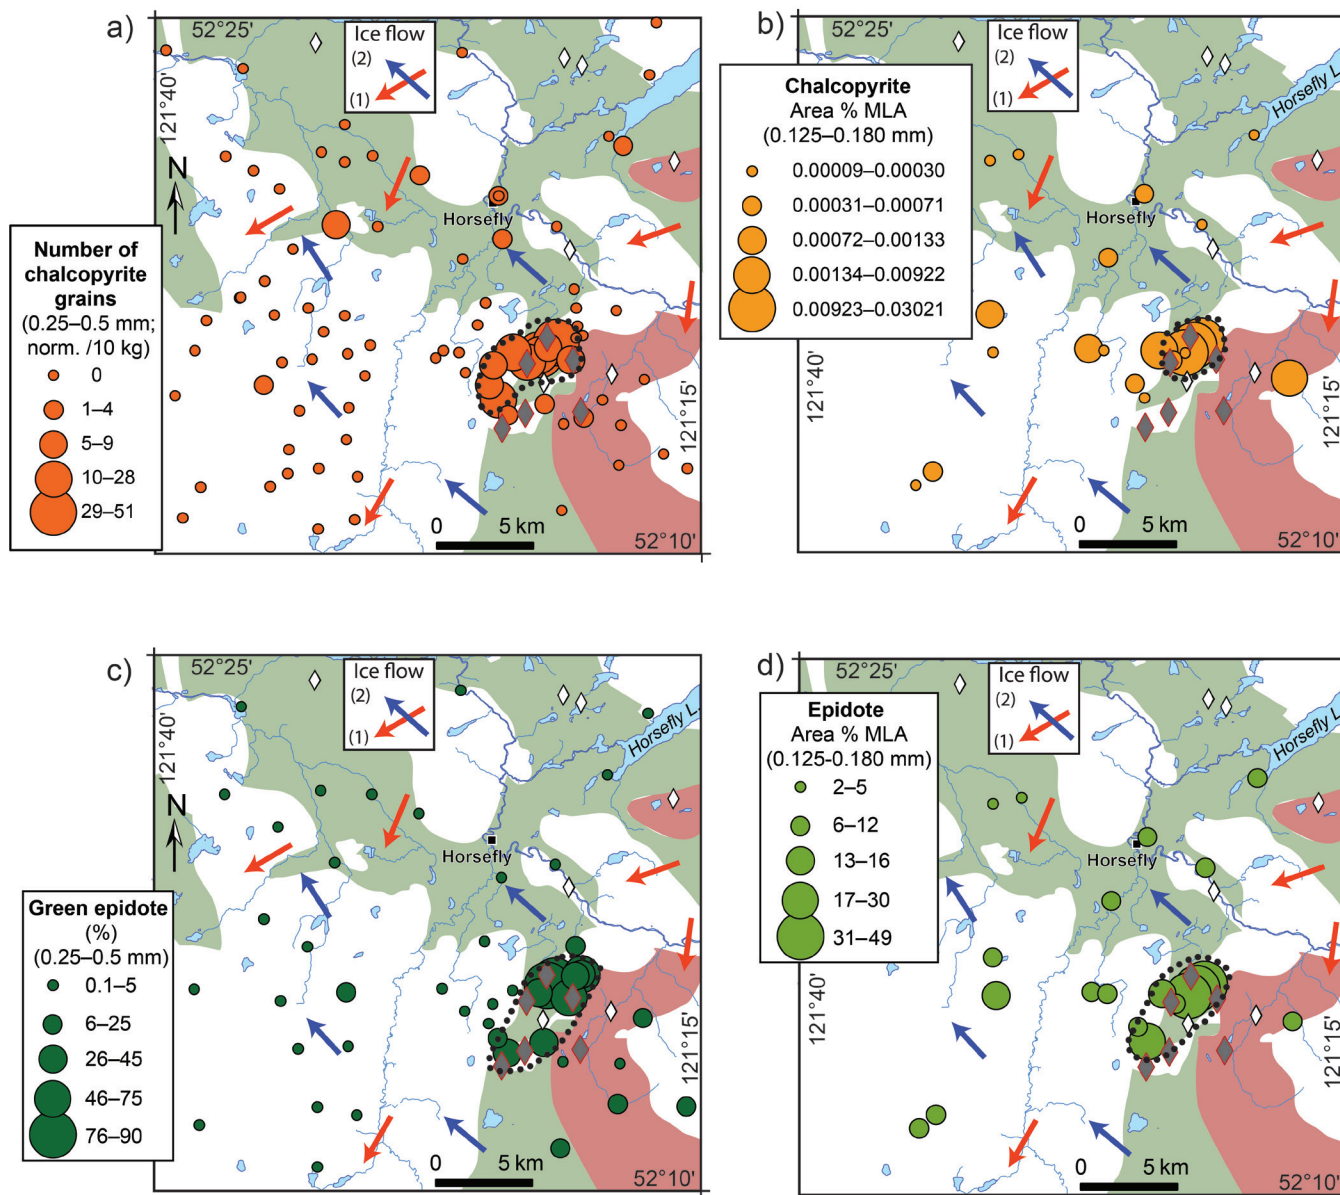 a)
52°25'
121°40'
Ice flow
(2)
(1)
N
Horsefly
Number of
chalcopyrite
grains
(0.25–0.5 mm;
norm. /10 kg)
0
1–4
5–9
10–28
29–51
121°15'
0 5 km
52°10'
b)
52°25'
Ice flow
(2)
(1)
Horsefly L.
Chalcopyrite
Area % MLA
(0.125–0.180 mm)
0.00009–0.00030
0.00031–0.00071
0.00072–0.00133
0.00134–0.00922
0.00923–0.03021
Horsefly
121°40'
121°15'
0 5 km
52°10'
c)
52°25'
121°40'
Ice flow
(2)
(1)
N
Horsefly L.
Horsefly
Green epidote
(%)
(0.25–0.5 mm)
0.1–5
6–25
26–45
46–75
76–90
121°15'
0 5 km
52°10'
d)
52°25'
Ice flow
(2)
(1)
Horsefly L.
Epidote
Area % MLA
(0.125-0.180 mm)
2–5
6–12
13–16
17–30
31–49
Horsefly
121°40'
121°15'
0 5 km
52°10'